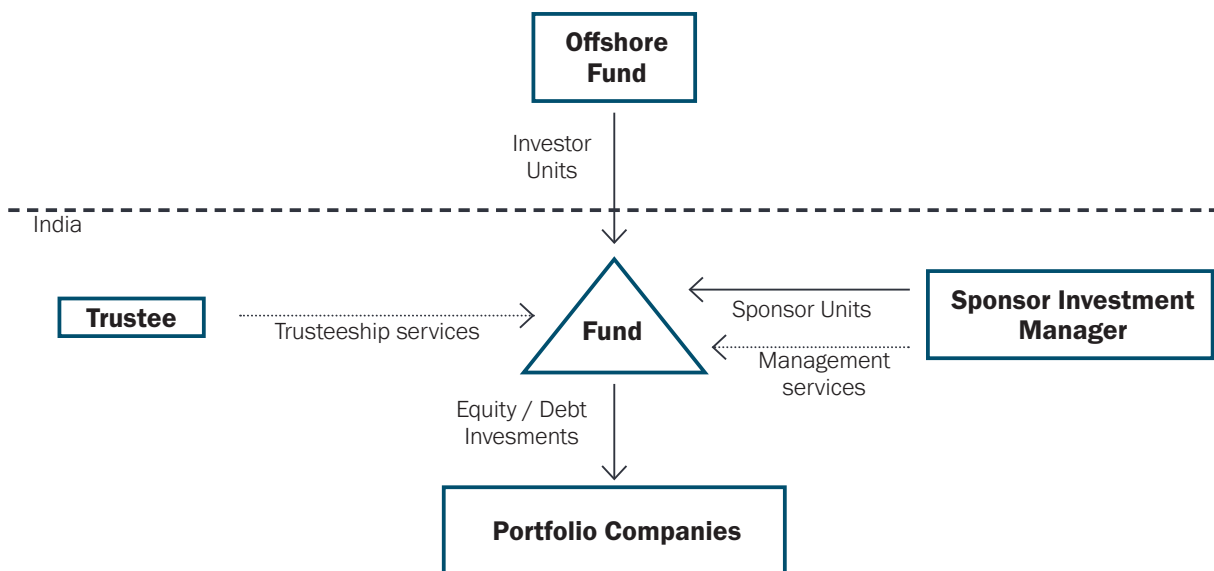 Offshore
Fund
Investor
Units
India
Trustee
Trusteeship services
Fund
Sponsor Units
Management
services
Sponsor Investment
Manager
Equity / Debt
Invesments
Portfolio Companies